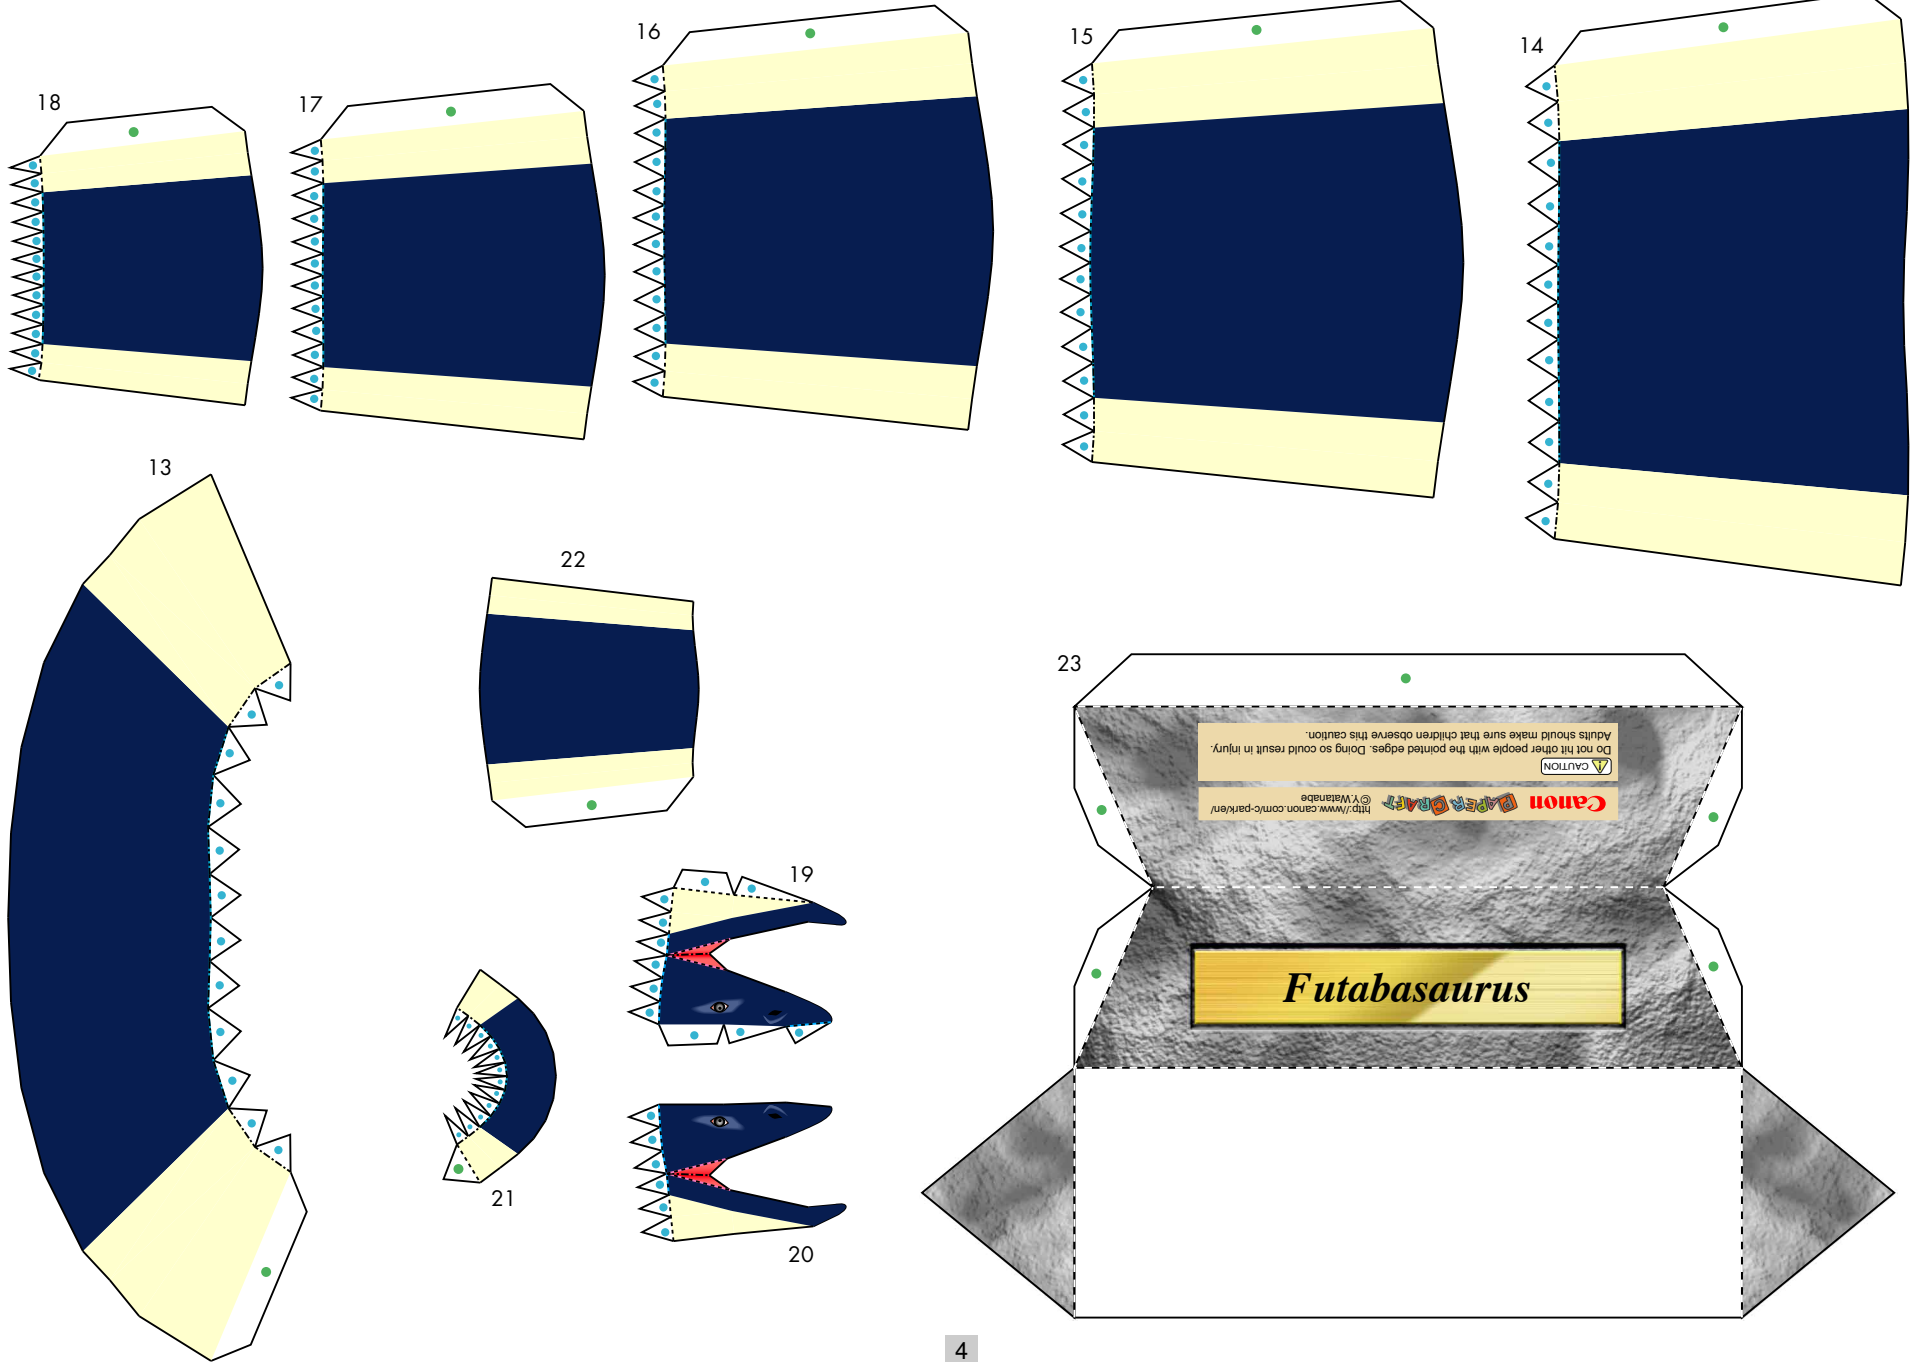 16
15
14
18
17
13
22
23
Adults should make sure that children observe this caution.
Do not hit other people with the pointed edges. Doing so could result in injury.
CAUTION
©Y.Watanabe
http://www.canon.com/c-park/en/
PAPER CRAFT
Canon
19
Futabasaurus
21
20
4